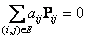 ∑_{(i,j)∈ℰ} a_{ij} P_{ij} = 0